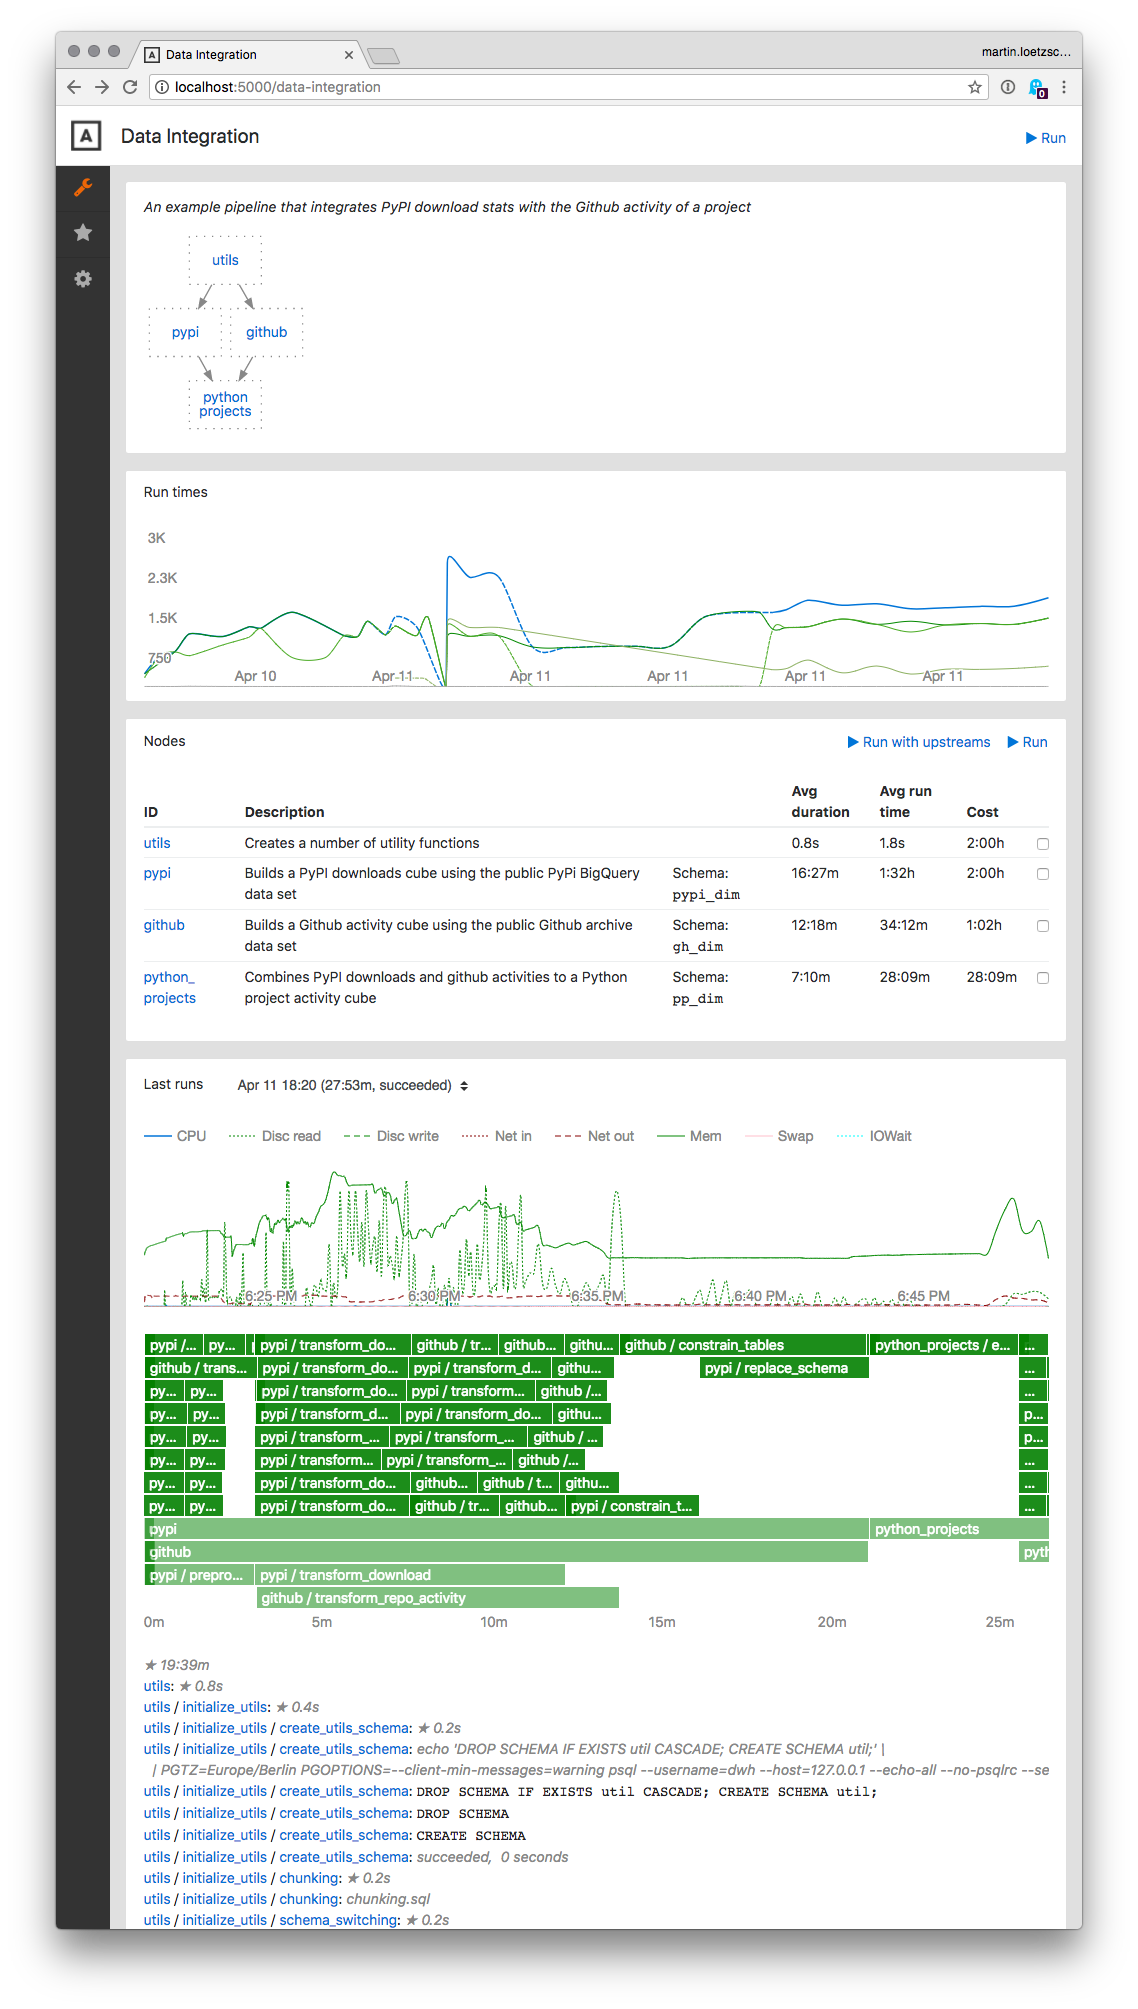 Data Integration
martin.loetzsc...
localhost:5000/data-integration
0
A Data Integration
Run
An example pipeline that integrates PyPI download stats with the Github activity of a project
utils
pypi
github
python
projects
Run times
3K
2.3K
1.5K
750
Apr 10 Apr 11 Apr 11 Apr 11 Apr 11 Apr 11
Nodes
Run with upstreams
Run
ID Description Avg duration Avg run time Cost
utils Creates a number of utility functions 0.8s 1.8s 2:00h
pypi Builds a PyPI downloads cube using the public PyPi BigQuery Schema: 16:27m 1:32h 2:00h
data set pypi_dim
github Builds a Github activity cube using the public Github archive Schema: 12:18m 34:12m 1:02h
data set gh_dim
python_ Combines PyPI downloads and github activities to a Python Schema: 7:10m 28:09m 28:09m
projects project activity cube pp_dim
Last runs Apr 11 18:20 (27:53m, succeeded)
CPU Disc read Disc write Net in Net out Mem Swap IOWait
6:25 PM 6:30 PM 6:35 PM 6:40 PM 6:45 PM
pypi /... py... pypi / transform_do... github / tr... github... githu... github / constrain_tables python_projects / e... ...
github / trans... pypi / transform_do... pypi / transform_d... githu... pypi / replace_schema ...
py... py... pypi / transform_do... pypi / transform... github /... ...
py... py... pypi / transform_d... pypi / transform_do... githu... p...
py... py... pypi / transform_... pypi / transform_... github / ... p...
py... py... pypi / transform... pypi / transform_... github /... ...
py... py... pypi / transform_do... github... github / t... githu... ...
py... py... pypi / transform_do... github / tr... github... pypi / constrain_t... ...
pypi python_projects
github pyth
pypi / prepro... pypi / transform_download
github / transform_repo_activity
0m 5m 10m 15m 20m 25m
★ 19:39m
utils: ★ 0.8s
utils / initialize_utils: ★ 0.4s
utils / initialize_utils / create_utils_schema: ★ 0.2s
utils / initialize_utils / create_utils_schema: echo 'DROP SCHEMA IF EXISTS util CASCADE; CREATE SCHEMA util;' |
| PGTZ=Europe/Berlin PGOPTIONS=--client-min-messages=warning psql --username=dwh --host=127.0.0.1 --echo-all --no-psqlrc --se
utils / initialize_utils / create_utils_schema: DROP SCHEMA IF EXISTS util CASCADE; CREATE SCHEMA util;
utils / initialize_utils / create_utils_schema: DROP SCHEMA
utils / initialize_utils / create_utils_schema: CREATE SCHEMA
utils / initialize_utils / create_utils_schema: succeeded, 0 seconds
utils / initialize_utils / chunking: ★ 0.2s
utils / initialize_utils / chunking: chunking.sql
utils / initialize_utils / schema_switching: ★ 0.2s